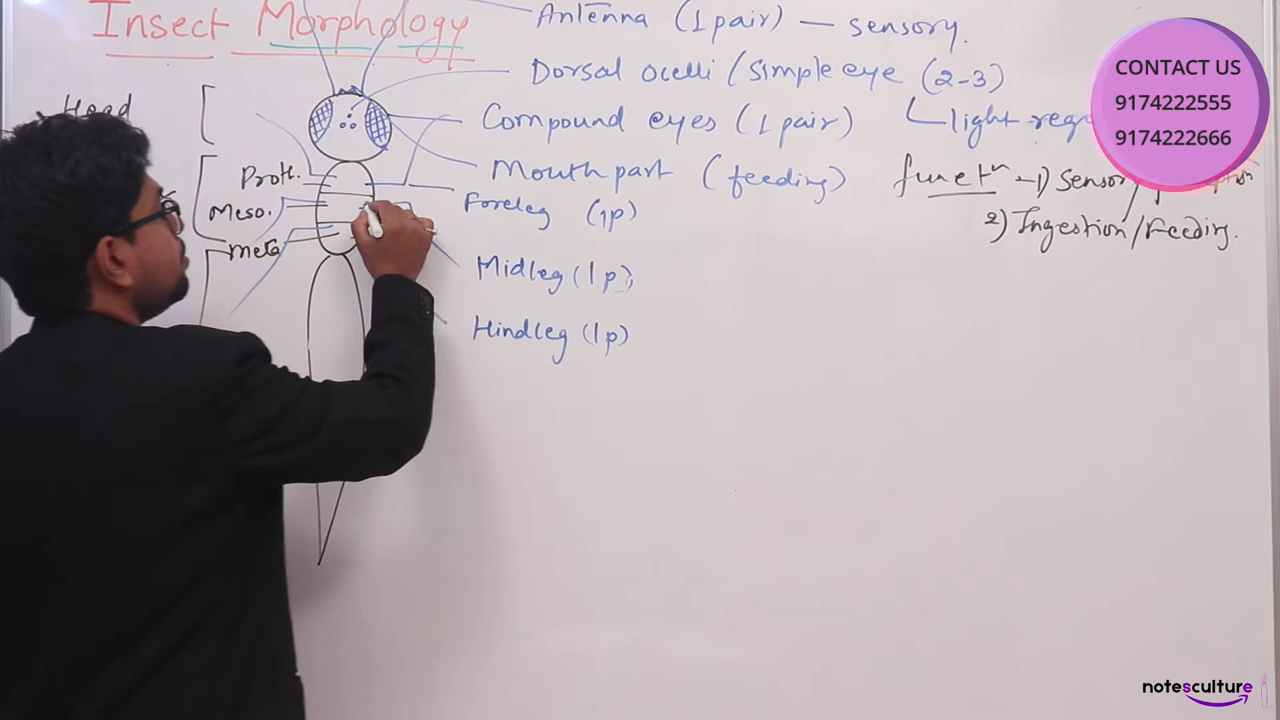 Insect Morphology
Antenna (1 pair) — sensory.
Dorsal ocelli / Simple eye (2-3)
Head
Compound eyes (1 pair)
light regu
Mouth part (feeding)
funct^n -1) Sensory
Proth.
Foreleg (1p)
Meso.
2) Ingestion / Feeding.
Meta
Midleg (1p)
Hindleg (1p)
CONTACT US
9174222555
9174222666
notesculture